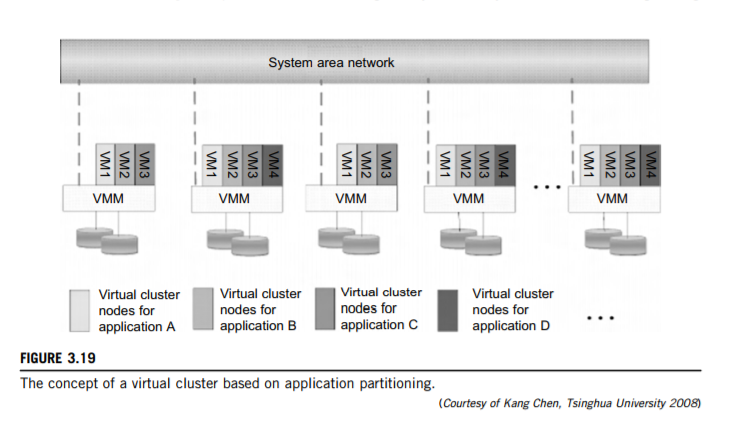 System area network
VM1 VM2 VM3
VM1 VM2 VM3 VM4
VM1 VM2 VM3
VM1 VM2 VM3 VM4
VM1 VM2 VM3 VM4
VMM VMM VMM VMM ... VMM
Virtual cluster nodes for application A
Virtual cluster nodes for application B
Virtual cluster nodes for application C
Virtual cluster nodes for application D
...
FIGURE 3.19
The concept of a virtual cluster based on application partitioning.
(Courtesy of Kang Chen, Tsinghua University 2008)